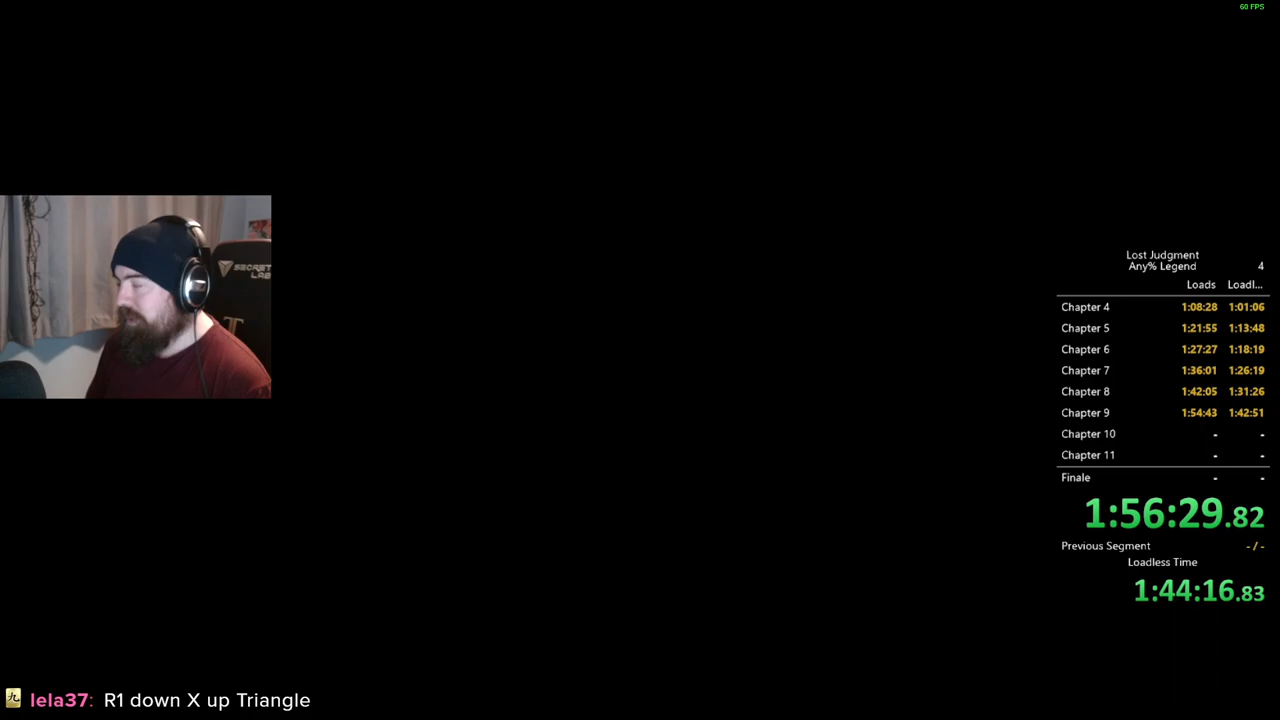 60 FPS
SECRET
LAB
Lost Judgment
Any% Legend 4
Loads Loadl...
Chapter 4 1:08:28 1:01:06
Chapter 5 1:21:55 1:13:48
Chapter 6 1:27:27 1:18:19
Chapter 7 1:36:01 1:26:19
Chapter 8 1:42:05 1:31:26
Chapter 9 1:54:43 1:42:51
Chapter 10 - -
Chapter 11 - -
Finale - -
1:56:29.82
Previous Segment - / -
Loadless Time
1:44:16.83
九 lela37: R1 down X up Triangle